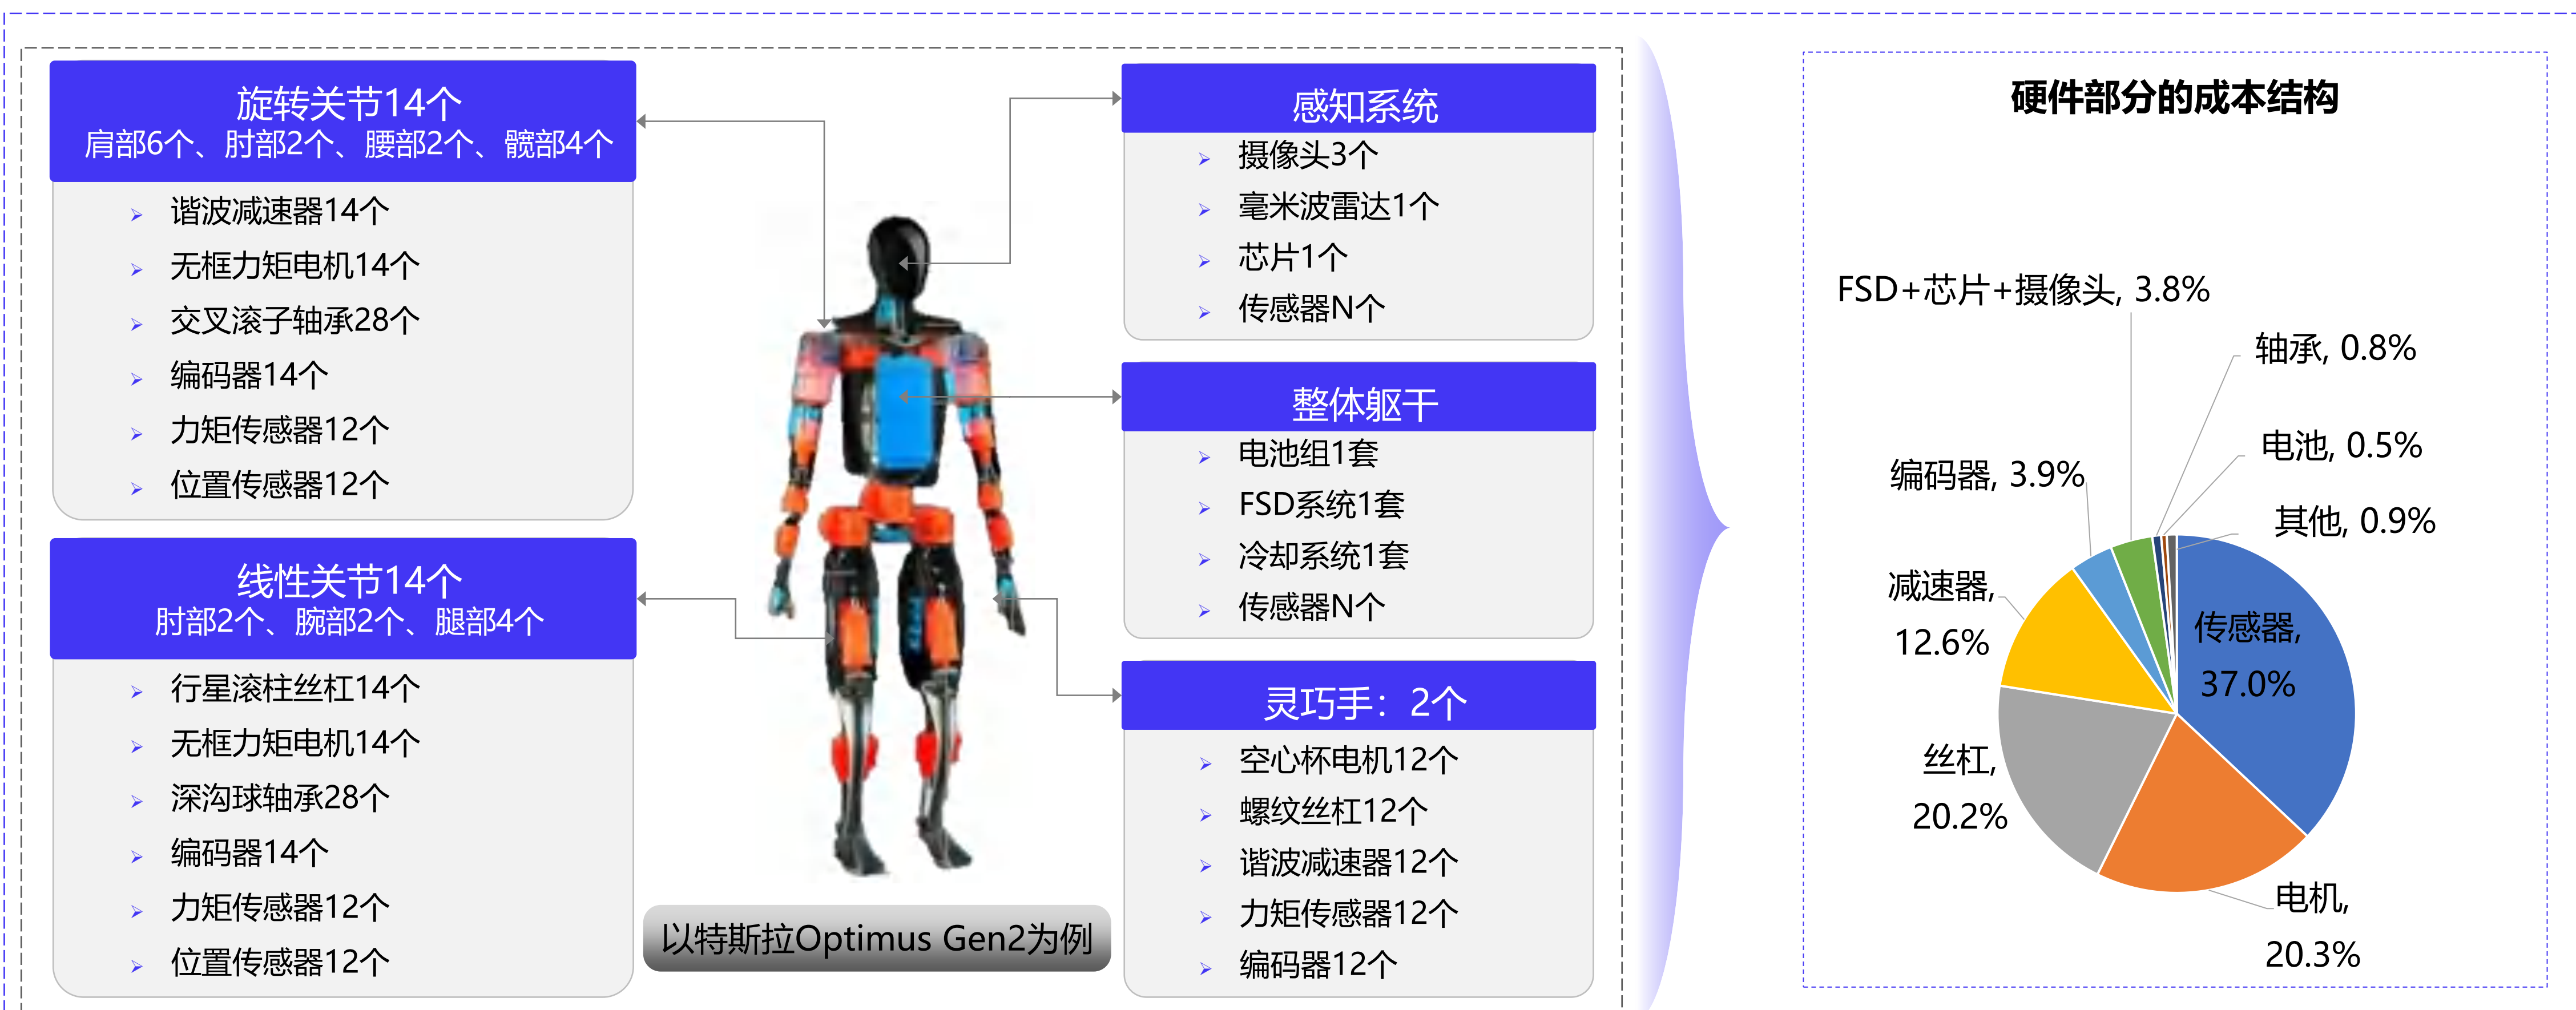 旋转关节14个
肩部6个、肘部2个、腰部2个、髋部4个
谐波减速器14个
无框力矩电机14个
交叉滚子轴承28个
编码器14个
力矩传感器12个
位置传感器12个
线性关节14个
肘部2个、腕部2个、腿部4个
行星滚柱丝杠14个
无框力矩电机14个
深沟球轴承28个
编码器14个
力矩传感器12个
位置传感器12个
以特斯拉Optimus Gen2为例
感知系统
摄像头3个
毫米波雷达1个
芯片1个
传感器N个
整体躯干
电池组1套
FSD系统1套
冷却系统1套
传感器N个
灵巧手：2个
空心杯电机12个
螺纹丝杠12个
谐波减速器12个
力矩传感器12个
编码器12个
硬件部分的成本结构
FSD+芯片+摄像头, 3.8%
轴承, 0.8%
电池, 0.5%
编码器, 3.9%
其他, 0.9%
减速器,
12.6%
传感器,
37.0%
丝杠,
20.2%
电机,
20.3%